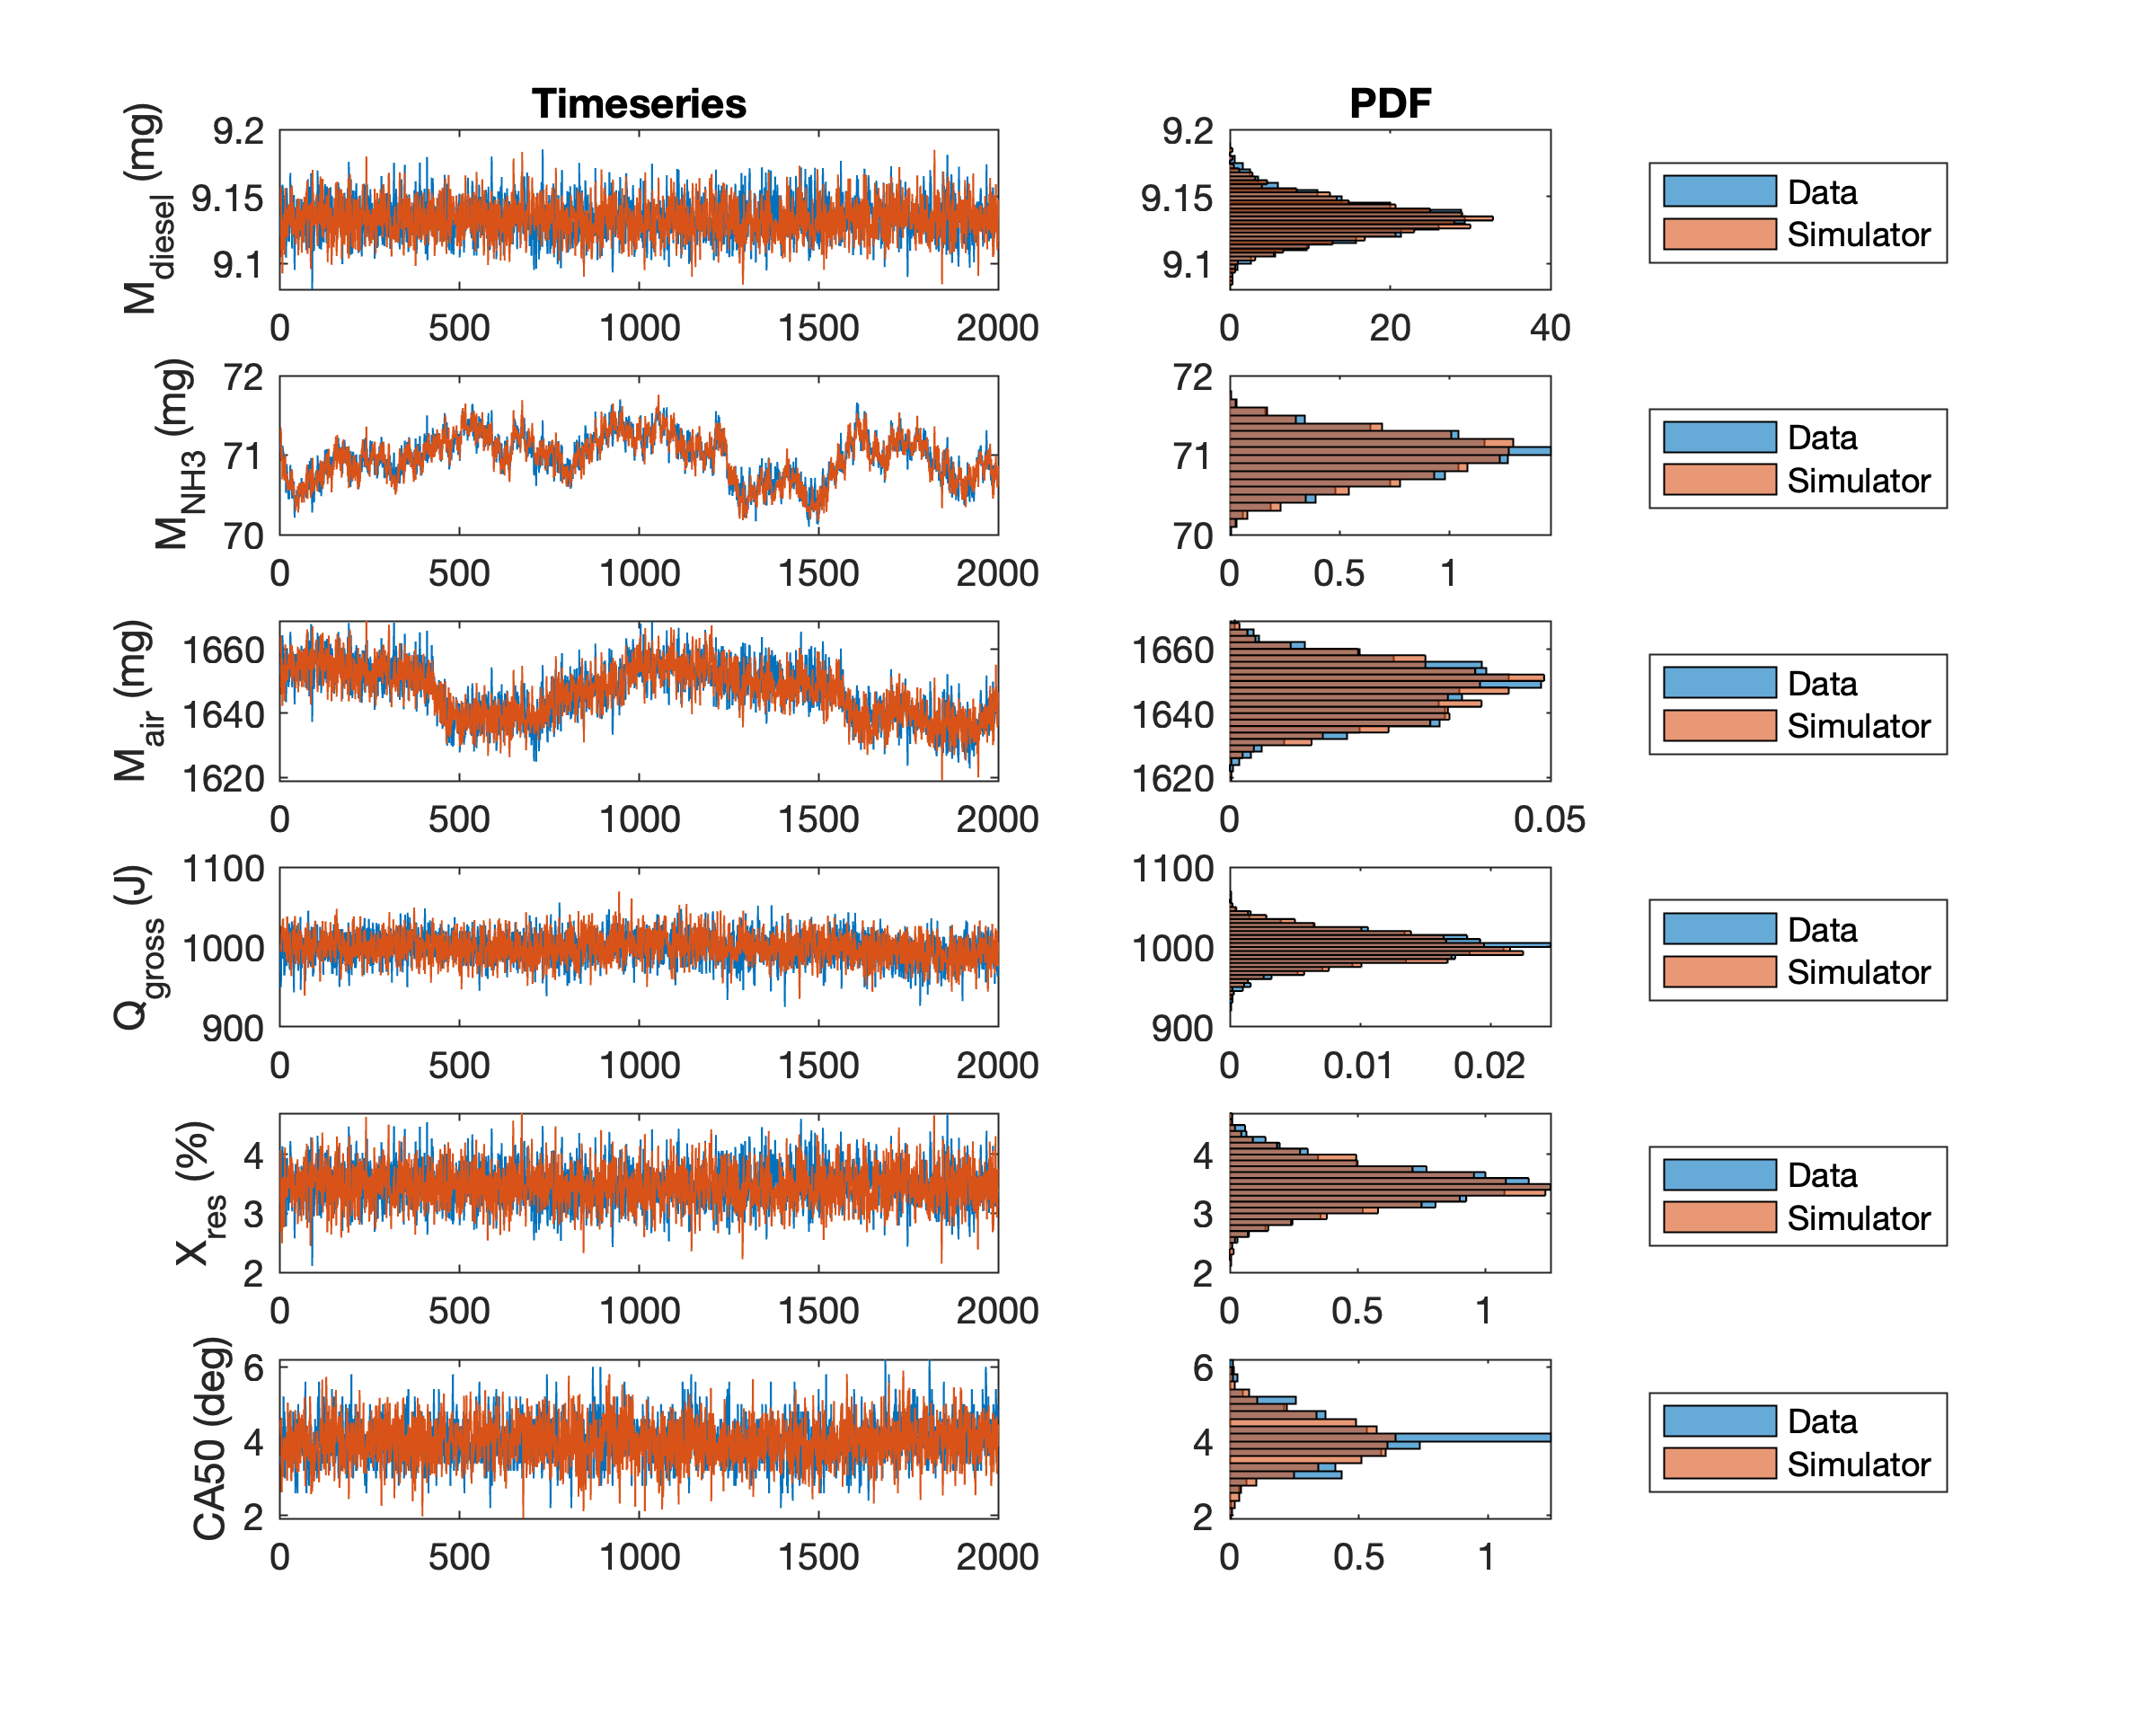 Timeseries
PDF
M_diesel (mg)
9.2
9.15
9.1
0 500 1000 1500 2000
9.2
9.15
9.1
0 20 40
Data
Simulator
M_NH3 (mg)
72
71
70
0 500 1000 1500 2000
72
71
70
0 0.5 1
Data
Simulator
M_air (mg)
1660
1640
1620
0 500 1000 1500 2000
1660
1640
1620
0 0.05
Data
Simulator
Q_gross (J)
1100
1000
900
0 500 1000 1500 2000
1100
1000
900
0 0.01 0.02
Data
Simulator
X_res (%)
4
3
2
0 500 1000 1500 2000
4
3
2
0 0.5 1
Data
Simulator
CA50 (deg)
6
4
2
0 500 1000 1500 2000
6
4
2
0 0.5 1
Data
Simulator